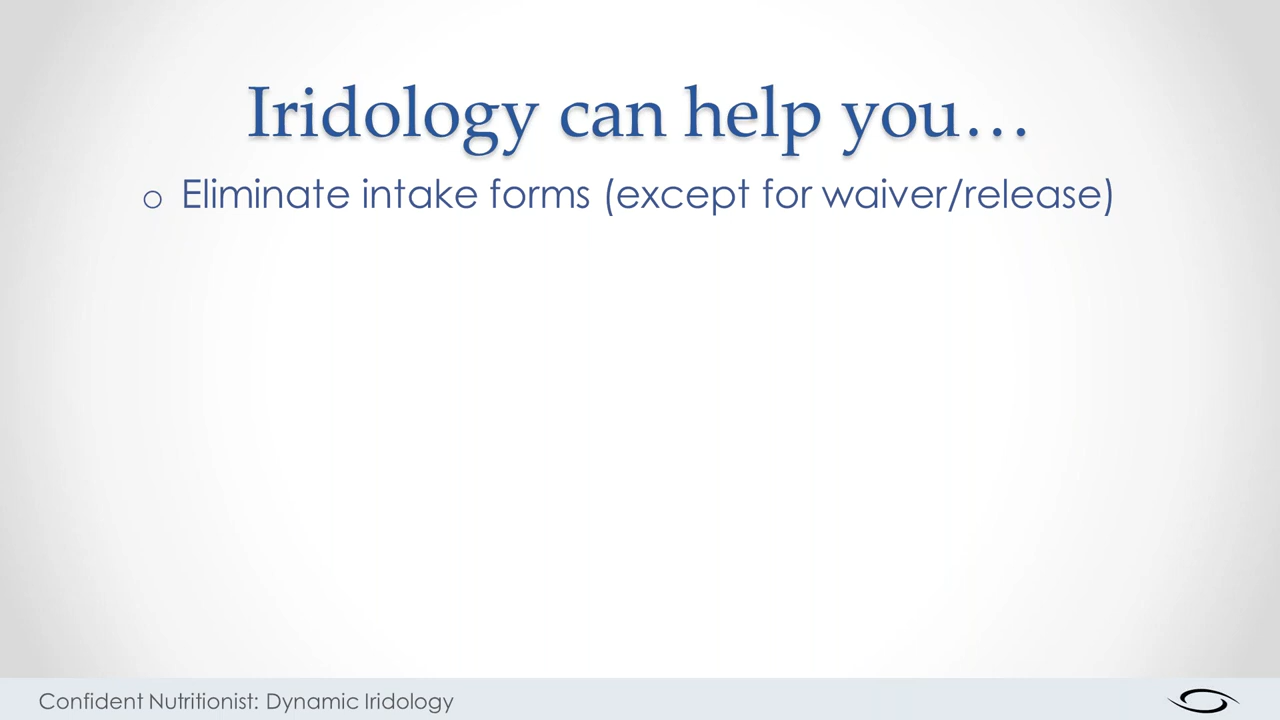 Iridology can help you…
o Eliminate intake forms (except for waiver/release)
Confident Nutritionist: Dynamic Iridology